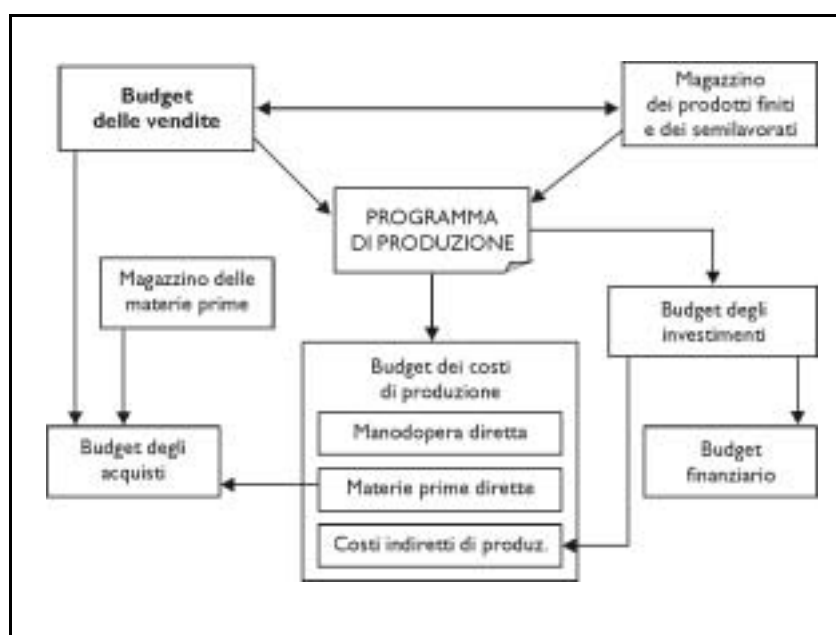 Budget
delle vendite
Magazzino
dei prodotti finiti
e dei semilavorati
PROGRAMMA
DI PRODUZIONE
Magazzino delle
materie prime
Budget degli
investimenti
Budget dei costi
di produzione
Manodopera diretta
Budget degli
acquisti
Materie prime dirette
Budget
finanziario
Costi indiretti di produz.